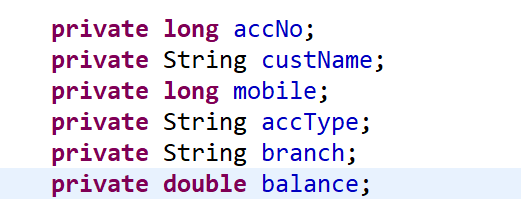 private long accNo;
private String custName;
private long mobile;
private String accType;
private String branch;
private double balance;